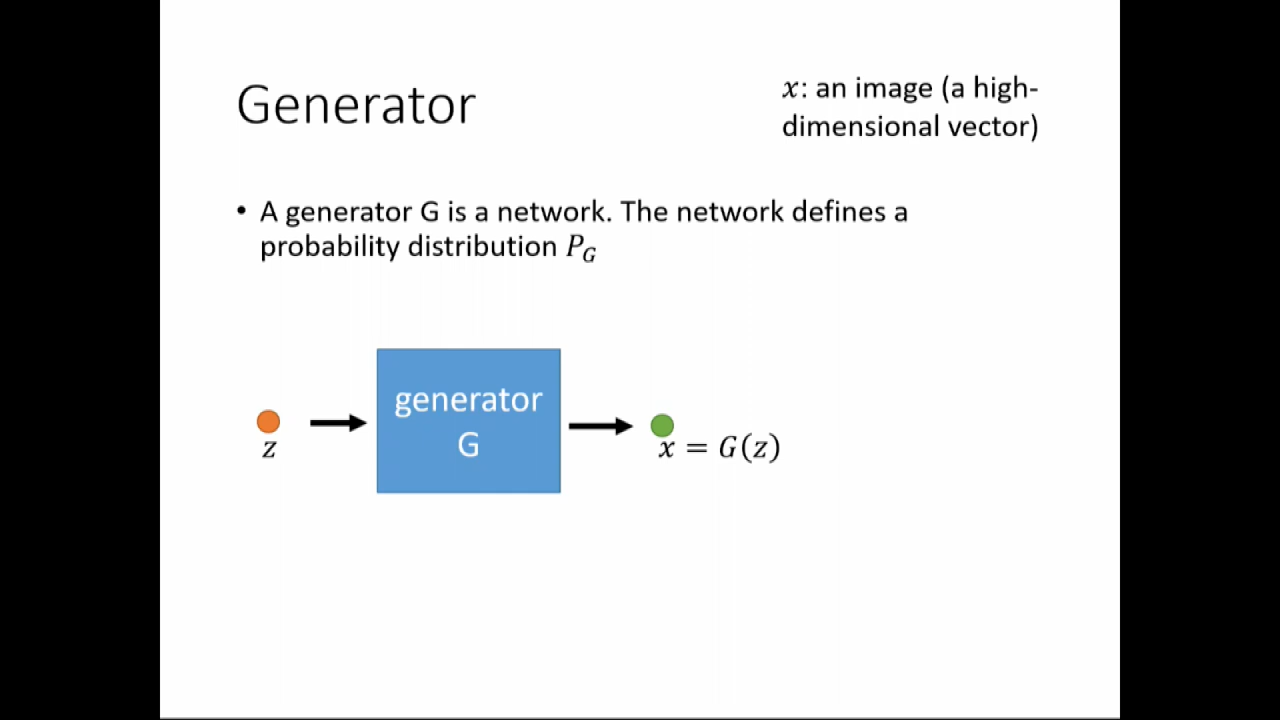 Generator
x: an image (a high-
dimensional vector)
• A generator G is a network. The network defines a
probability distribution P_G
generator
G
z
x = G(z)